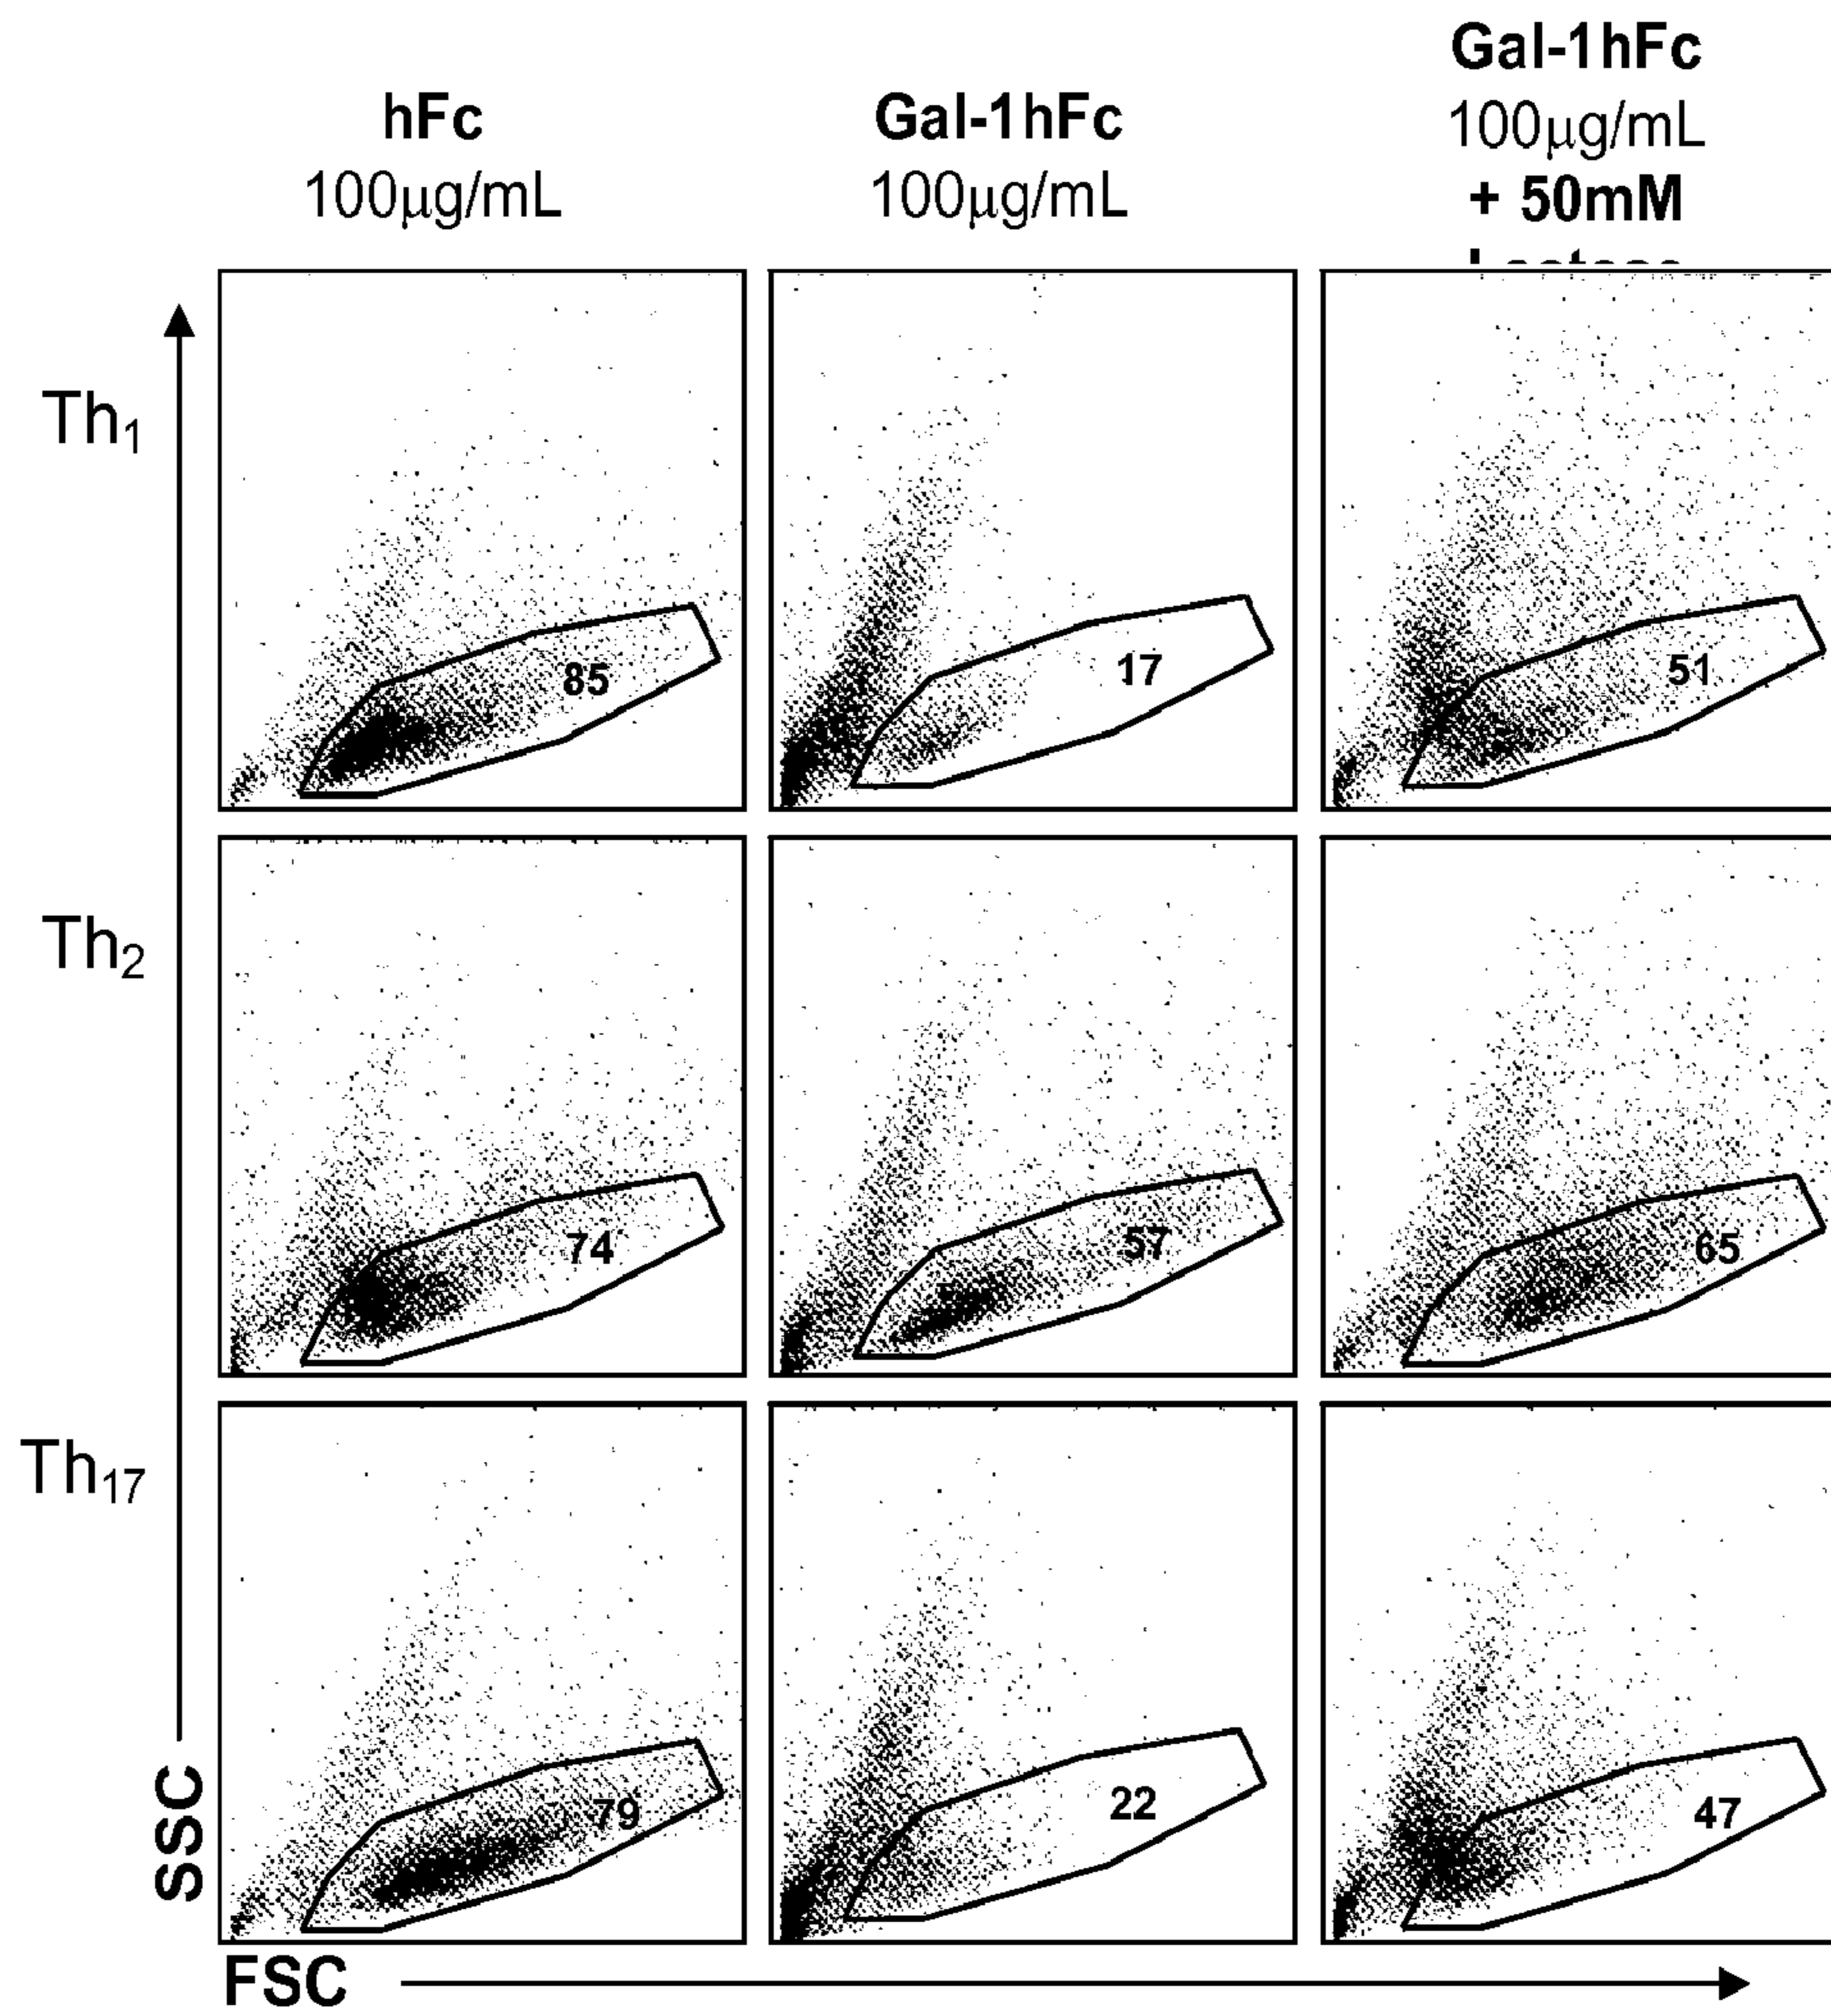 hFc
100μg/mL
Gal-1hFc
100μg/mL
Gal-1hFc
100μg/mL
+ 50mM
Th1
85
17
51
Th2
74
57
65
Th17
79
22
47
SSC
FSC